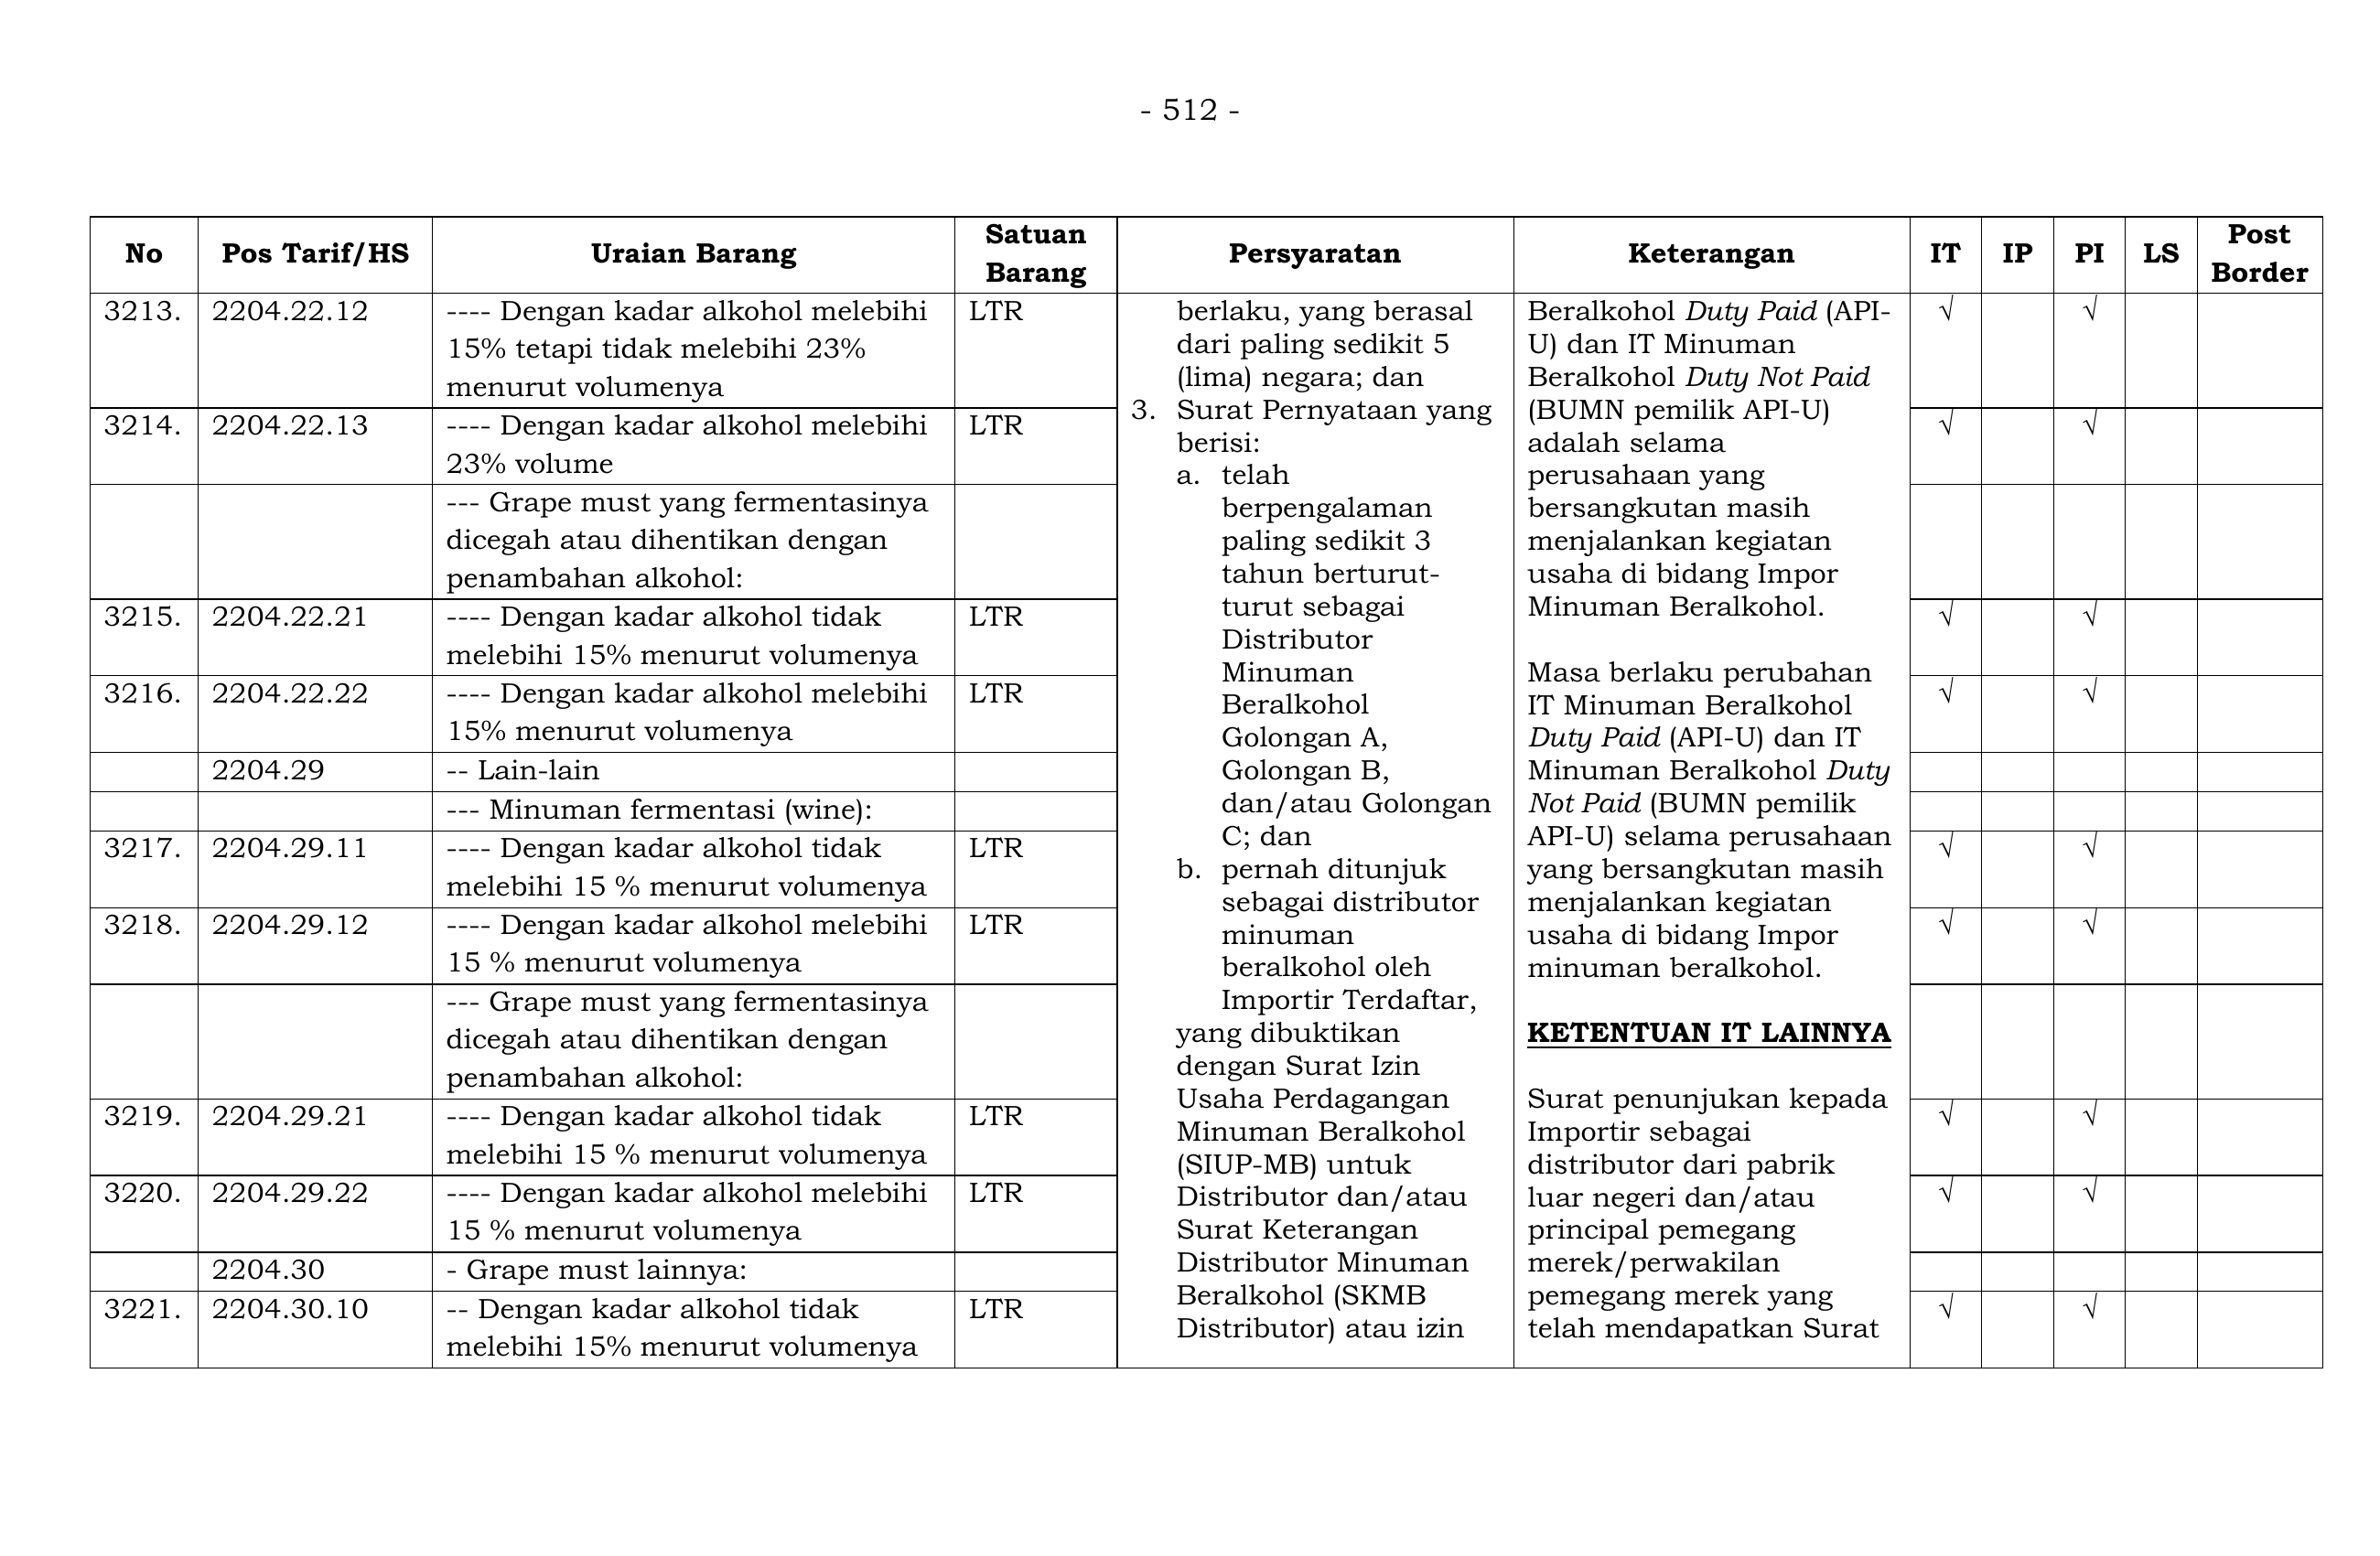 - 512 -
No Pos Tarif/HS Uraian Barang Satuan Barang Persyaratan Keterangan IT IP PI LS Post Border
3213. 2204.22.12 ---- Dengan kadar alkohol melebihi LTR √ √
15% tetapi tidak melebihi 23%
menurut volumenya
3214. 2204.22.13 ---- Dengan kadar alkohol melebihi LTR √ √
23% volume
--- Grape must yang fermentasinya
dicegah atau dihentikan dengan
penambahan alkohol:
3215. 2204.22.21 ---- Dengan kadar alkohol tidak LTR √ √
melebihi 15% menurut volumenya
3216. 2204.22.22 ---- Dengan kadar alkohol melebihi LTR √ √
15% menurut volumenya
2204.29 -- Lain-lain
--- Minuman fermentasi (wine):
3217. 2204.29.11 ---- Dengan kadar alkohol tidak LTR √ √
melebihi 15 % menurut volumenya
3218. 2204.29.12 ---- Dengan kadar alkohol melebihi LTR √ √
15 % menurut volumenya
--- Grape must yang fermentasinya
dicegah atau dihentikan dengan
penambahan alkohol:
3219. 2204.29.21 ---- Dengan kadar alkohol tidak LTR √ √
melebihi 15 % menurut volumenya
3220. 2204.29.22 ---- Dengan kadar alkohol melebihi LTR √ √
15 % menurut volumenya
2204.30 - Grape must lainnya:
3221. 2204.30.10 -- Dengan kadar alkohol tidak LTR √ √
melebihi 15% menurut volumenya
berlaku, yang berasal
dari paling sedikit 5
(lima) negara; dan
3. Surat Pernyataan yang
berisi:
a. telah
berpengalaman
paling sedikit 3
tahun berturut-
turut sebagai
Distributor
Minuman
Beralkohol
Golongan A,
Golongan B,
dan/atau Golongan
C; dan
b. pernah ditunjuk
sebagai distributor
minuman
beralkohol oleh
Importir Terdaftar,
yang dibuktikan
dengan Surat Izin
Usaha Perdagangan
Minuman Beralkohol
(SIUP-MB) untuk
Distributor dan/atau
Surat Keterangan
Distributor Minuman
Beralkohol (SKMB
Distributor) atau izin
Beralkohol Duty Paid (API-
U) dan IT Minuman
Beralkohol Duty Not Paid
(BUMN pemilik API-U)
adalah selama
perusahaan yang
bersangkutan masih
menjalankan kegiatan
usaha di bidang Impor
Minuman Beralkohol.
Masa berlaku perubahan
IT Minuman Beralkohol
Duty Paid (API-U) dan IT
Minuman Beralkohol Duty
Not Paid (BUMN pemilik
API-U) selama perusahaan
yang bersangkutan masih
menjalankan kegiatan
usaha di bidang Impor
minuman beralkohol.
KETENTUAN IT LAINNYA
Surat penunjukan kepada
Importir sebagai
distributor dari pabrik
luar negeri dan/atau
principal pemegang
merek/perwakilan
pemegang merek yang
telah mendapatkan Surat